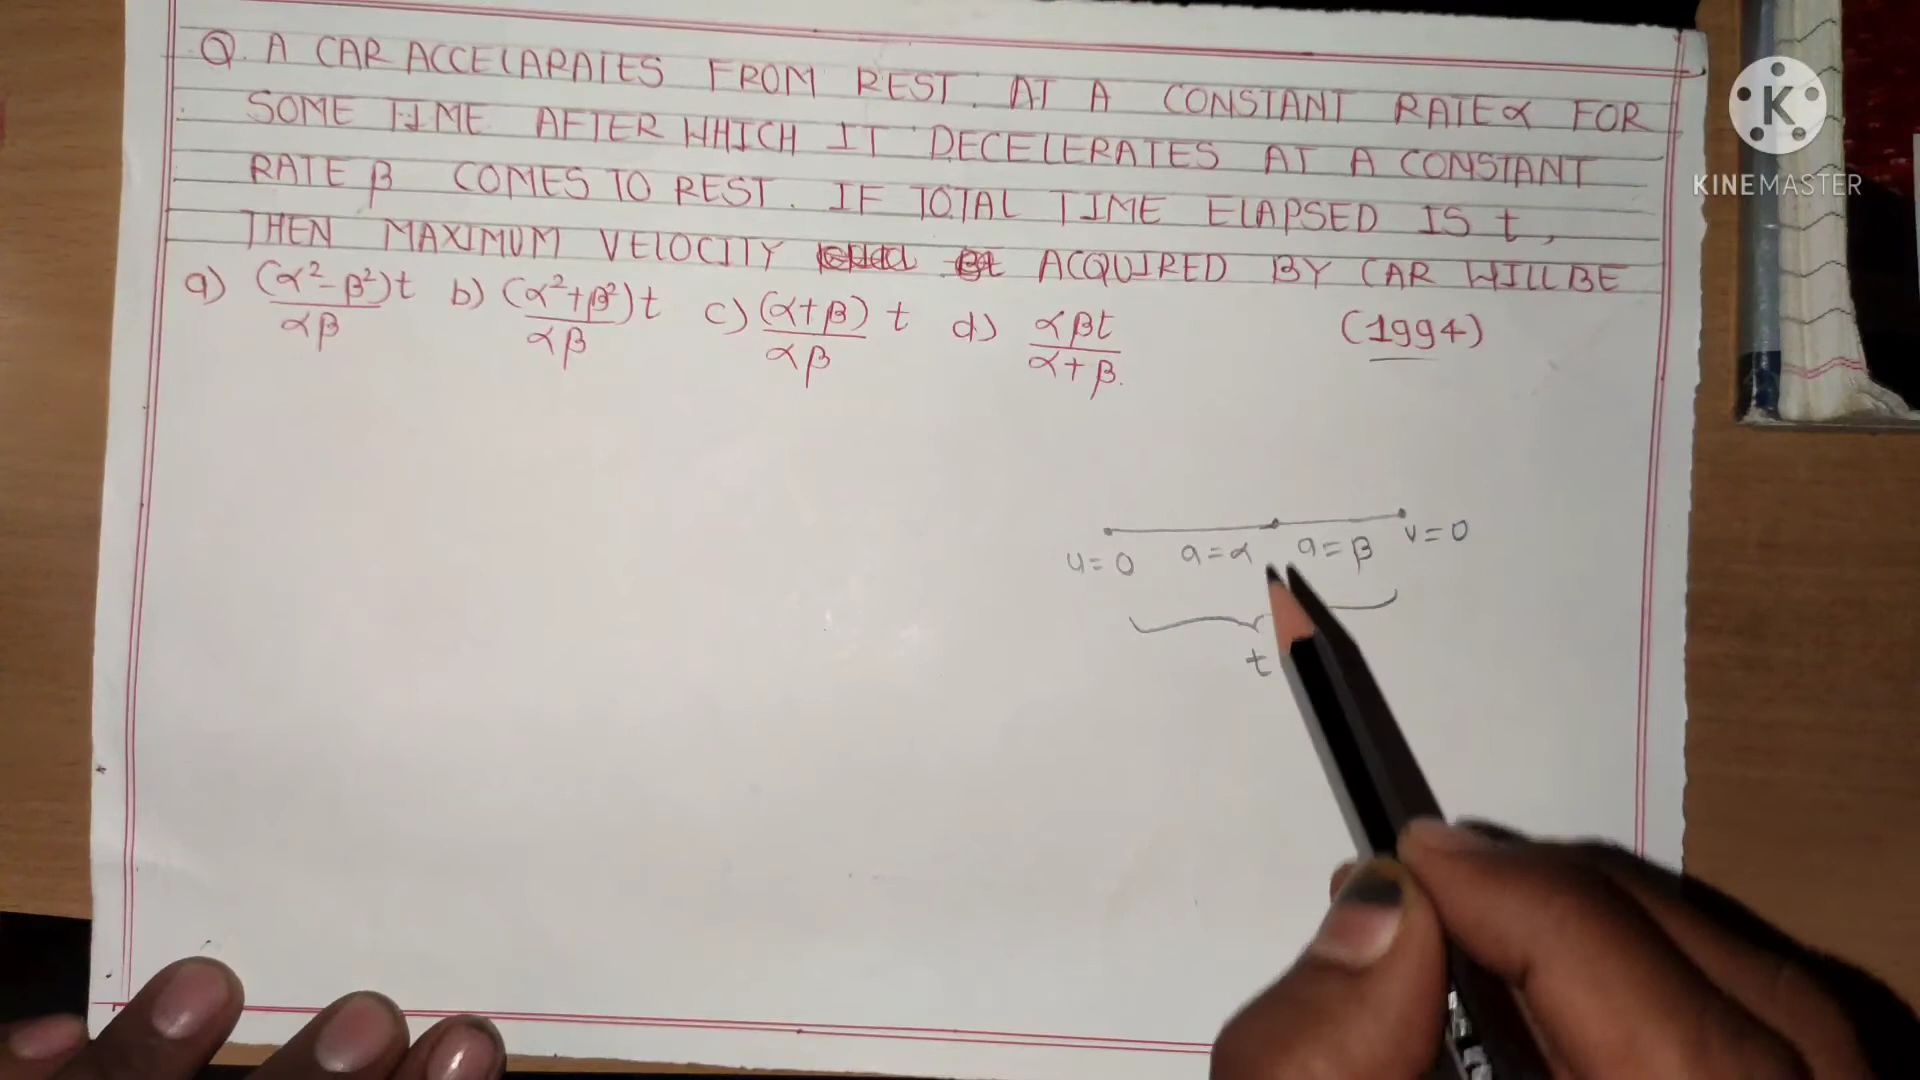 Q. A CAR ACCELARATES FROM REST. AT A CONSTANT RATE α FOR
SOME TIME AFTER WHICH IT DECELERATES AT A CONSTANT
RATE β COMES TO REST. IF TOTAL TIME ELAPSED IS t,
THEN MAXIMUM VELOCITY ACQUIRED BY CAR WILL BE
a) (α²-β²)t/αβ b) (α²+β²)t/αβ c) (α+β)/αβ t d) αβt/α+β. (1994)
u=0 a=α a=β v=0
t
K
KINEMASTER